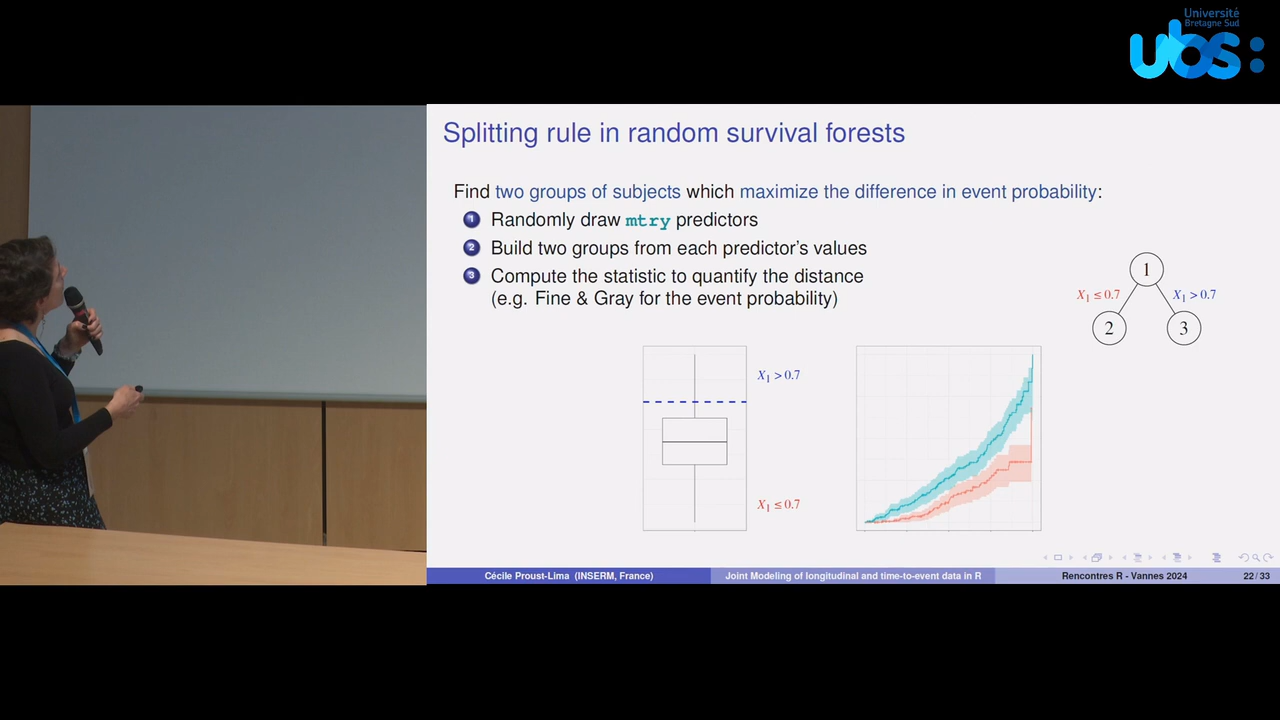 Université
Bretagne Sud
ubs:
Splitting rule in random survival forests
Find two groups of subjects which maximize the difference in event probability:
1 Randomly draw mtry predictors
2 Build two groups from each predictor's values
3 Compute the statistic to quantify the distance
(e.g. Fine & Gray for the event probability)
1
X1 ≤ 0.7 X1 > 0.7
2 3
X1 > 0.7
X1 ≤ 0.7
Cécile Proust-Lima (INSERM, France) Joint Modeling of longitudinal and time-to-event data in R Rencontres R - Vannes 2024 22 / 33